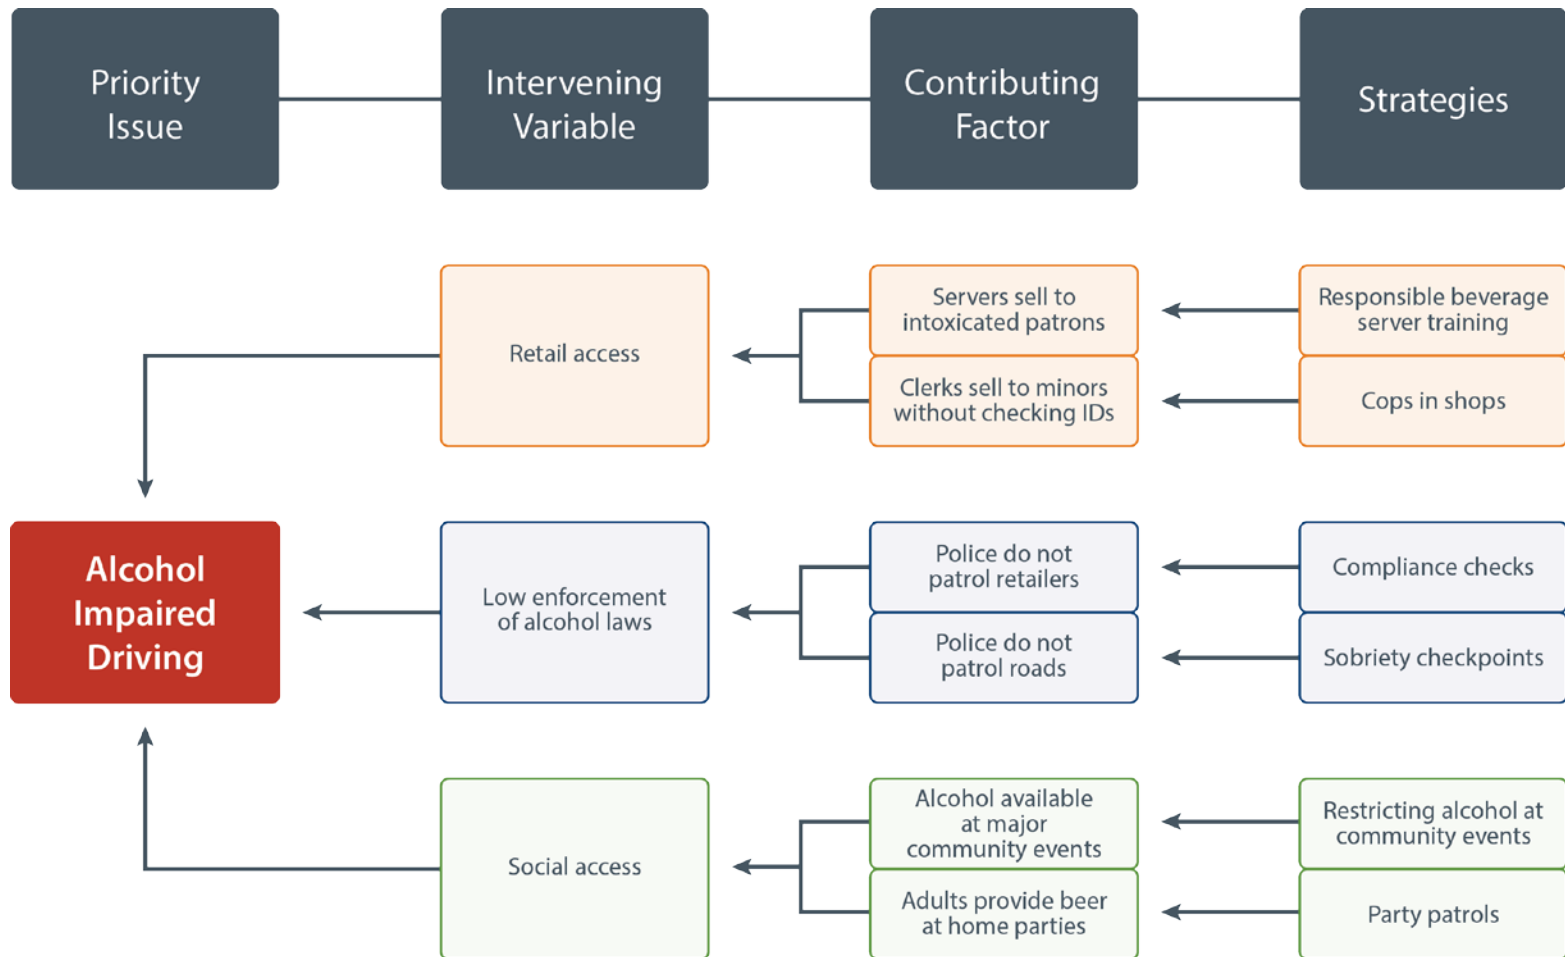 Priority
Issue
Intervening
Variable
Contributing
Factor
Strategies
Retail access
Servers sell to
intoxicated patrons
Clerks sell to minors
without checking IDs
Responsible beverage
server training
Cops in shops
Alcohol
Impaired
Driving
Low enforcement
of alcohol laws
Police do not
patrol retailers
Police do not
patrol roads
Compliance checks
Sobriety checkpoints
Social access
Alcohol available
at major
community events
Adults provide beer
at home parties
Restricting alcohol at
community events
Party patrols